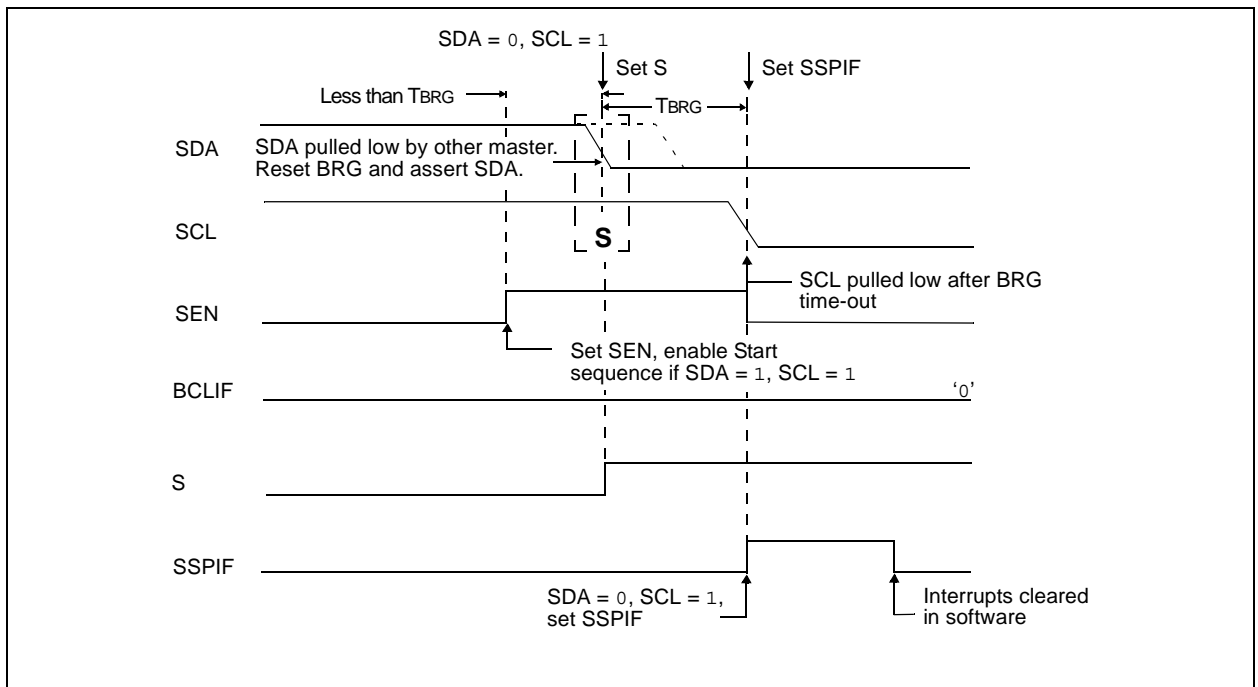 SDA = 0, SCL = 1
Set S
Set SSPIF
Less than TBRG
TBRG
SDA
SDA pulled low by other master.
Reset BRG and assert SDA.
SCL
S
SCL pulled low after BRG
time-out
SEN
Set SEN, enable Start
sequence if SDA = 1, SCL = 1
BCLIF
‘0’
S
SSPIF
SDA = 0, SCL = 1,
set SSPIF
Interrupts cleared
in software